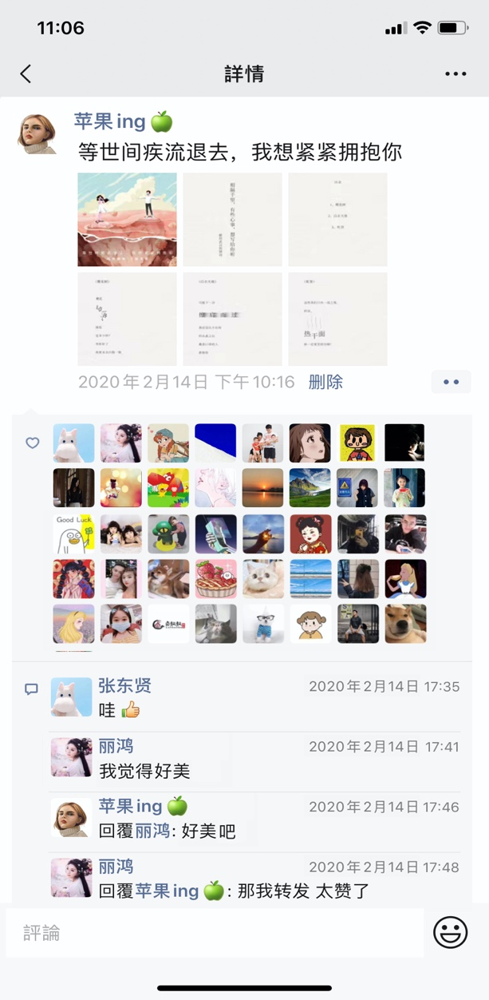 11:06
詳情
苹果ing🍏
等世间疾流退去，我想紧紧拥抱你
热干面
2020年2月14日 下午10:16 删除
Good Luck
张东贤 2020年2月14日 17:35
哇👍
丽鸿 2020年2月14日 17:41
我觉得好美
苹果ing🍏 2020年2月14日 17:46
回覆丽鸿: 好美吧
丽鸿 2020年2月14日 17:48
回覆苹果ing🍏: 那我转发 太赞了
評論